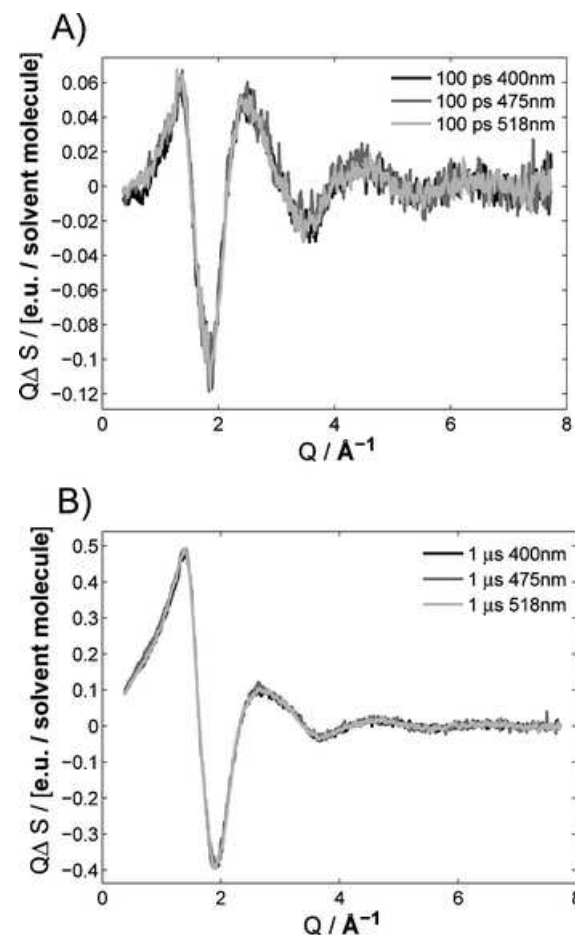 A)
100 ps 400nm
100 ps 475nm
100 ps 518nm
0.06
0.04
0.02
0
−0.02
−0.04
−0.06
−0.08
−0.1
−0.12
QΔ S / [e.u. / solvent molecule]
0 2 4 6 8
Q / Å⁻¹
B)
1 μs 400nm
1 μs 475nm
1 μs 518nm
0.5
0.4
0.3
0.2
0.1
0
−0.1
−0.2
−0.3
−0.4
QΔ S / [e.u. / solvent molecule]
0 2 4 6 8
Q / Å⁻¹